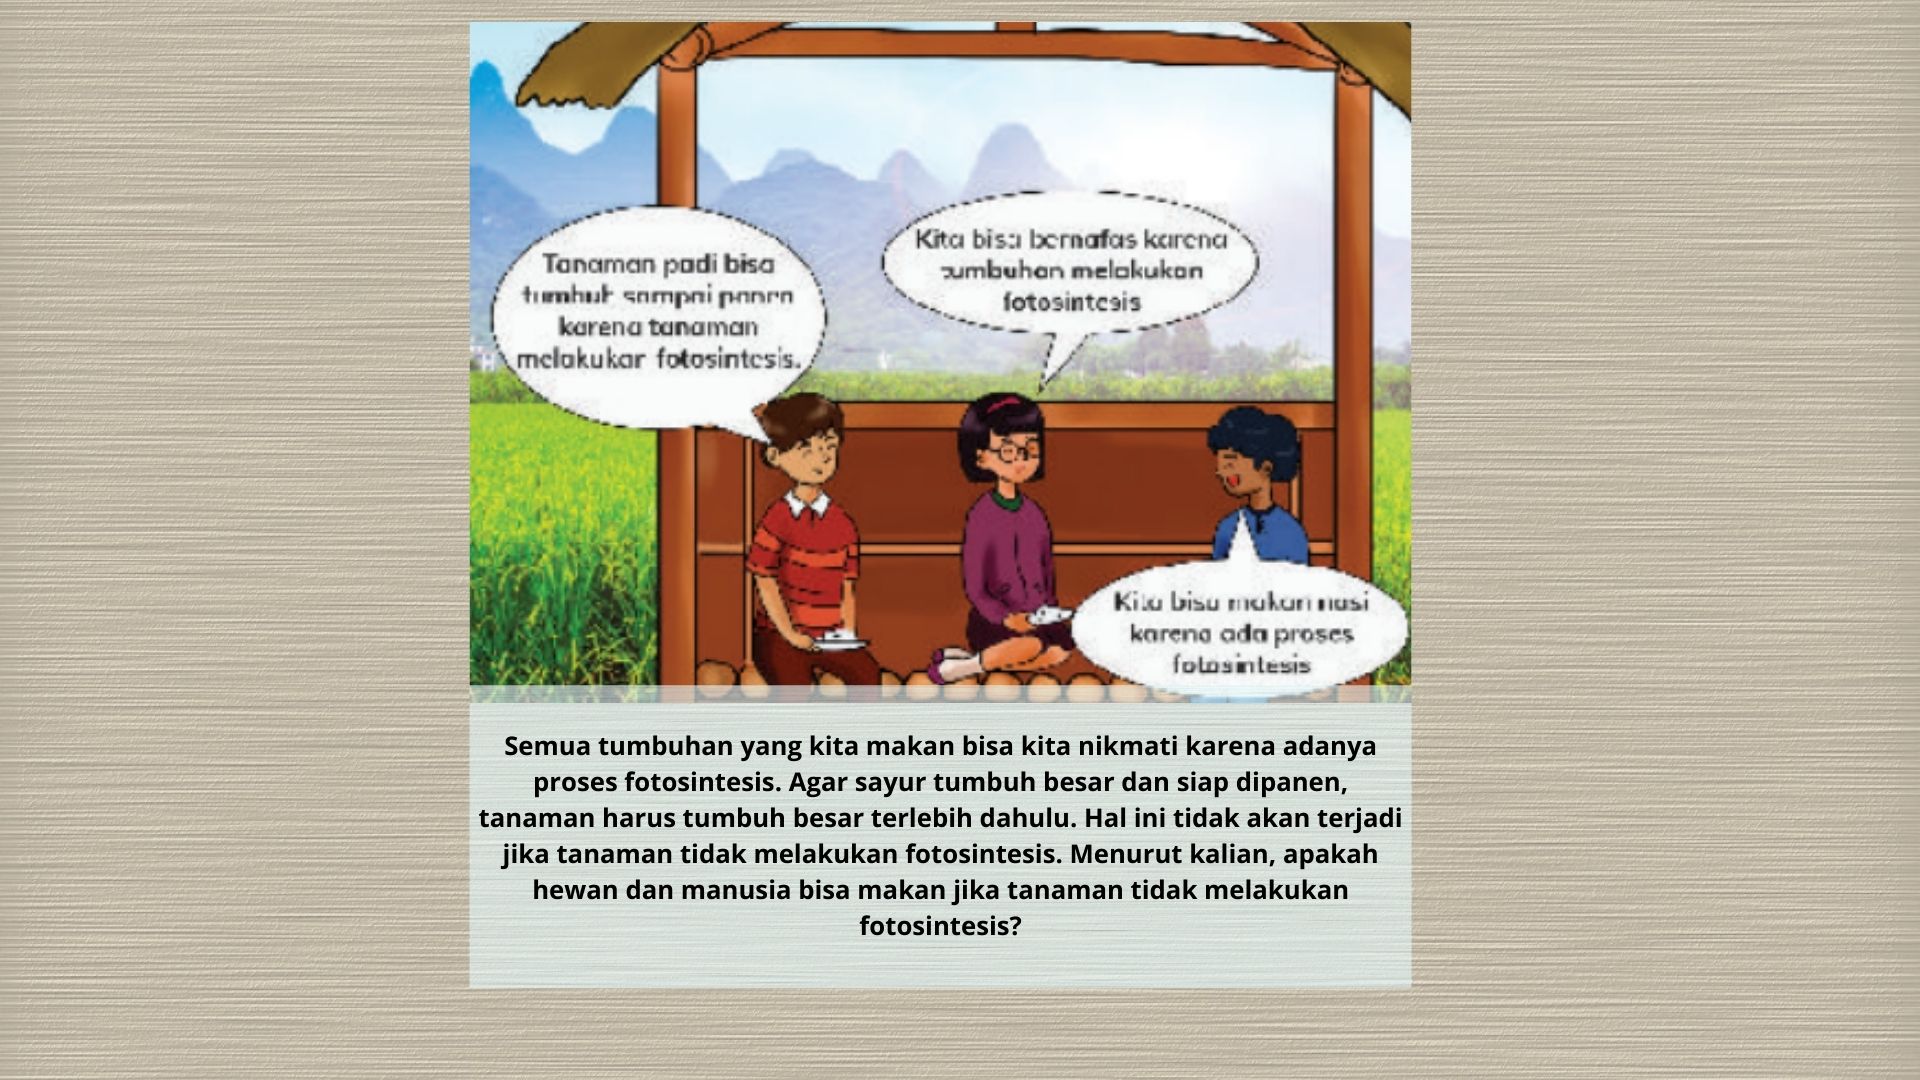 Tanaman padi bisa
tumbuh sampai panen
karena tanaman
melakukan fotosintesis.
Kita bisa bernafas karena
tumbuhan melakukan
fotosintesis
Kita bisa makan nasi
karena ada proses
fotosintesis
Semua tumbuhan yang kita makan bisa kita nikmati karena adanya
proses fotosintesis. Agar sayur tumbuh besar dan siap dipanen,
tanaman harus tumbuh besar terlebih dahulu. Hal ini tidak akan terjadi
jika tanaman tidak melakukan fotosintesis. Menurut kalian, apakah
hewan dan manusia bisa makan jika tanaman tidak melakukan
fotosintesis?